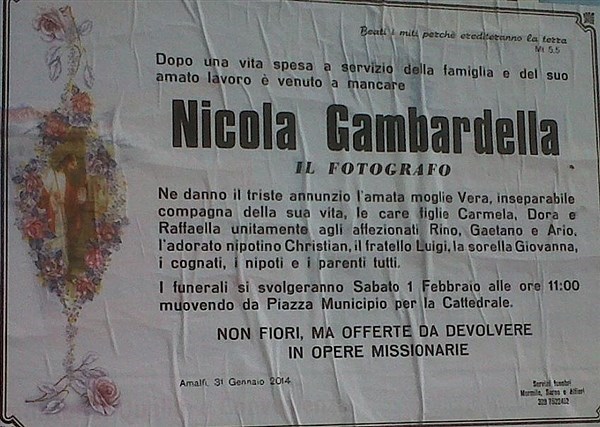 Beati i miti perchè erediteranno la terra
Mt 5.5
Dopo una vita spesa a servizio della famiglia e del suo
amato lavoro è venuto a mancare
Nicola Gambardella
IL FOTOGRAFO
Ne danno il triste annunzio l'amata moglie Vera, inseparabile
compagna della sua vita, le care figlie Carmela, Dora e
Raffaella unitamente agli affezionati Rino, Gaetano e Ario,
l'adorato nipotino Christian, il fratello Luigi, la sorella Giovanna,
i cognati, i nipoti e i parenti tutti.
I funerali si svolgeranno Sabato 1 Febbraio alle ore 11:00
muovendo da Piazza Municipio per la Cattedrale.
NON FIORI, MA OFFERTE DA DEVOLVERE
IN OPERE MISSIONARIE
Amalfi, 31 Gennaio 2014
Servizi funebri
e Alfieri